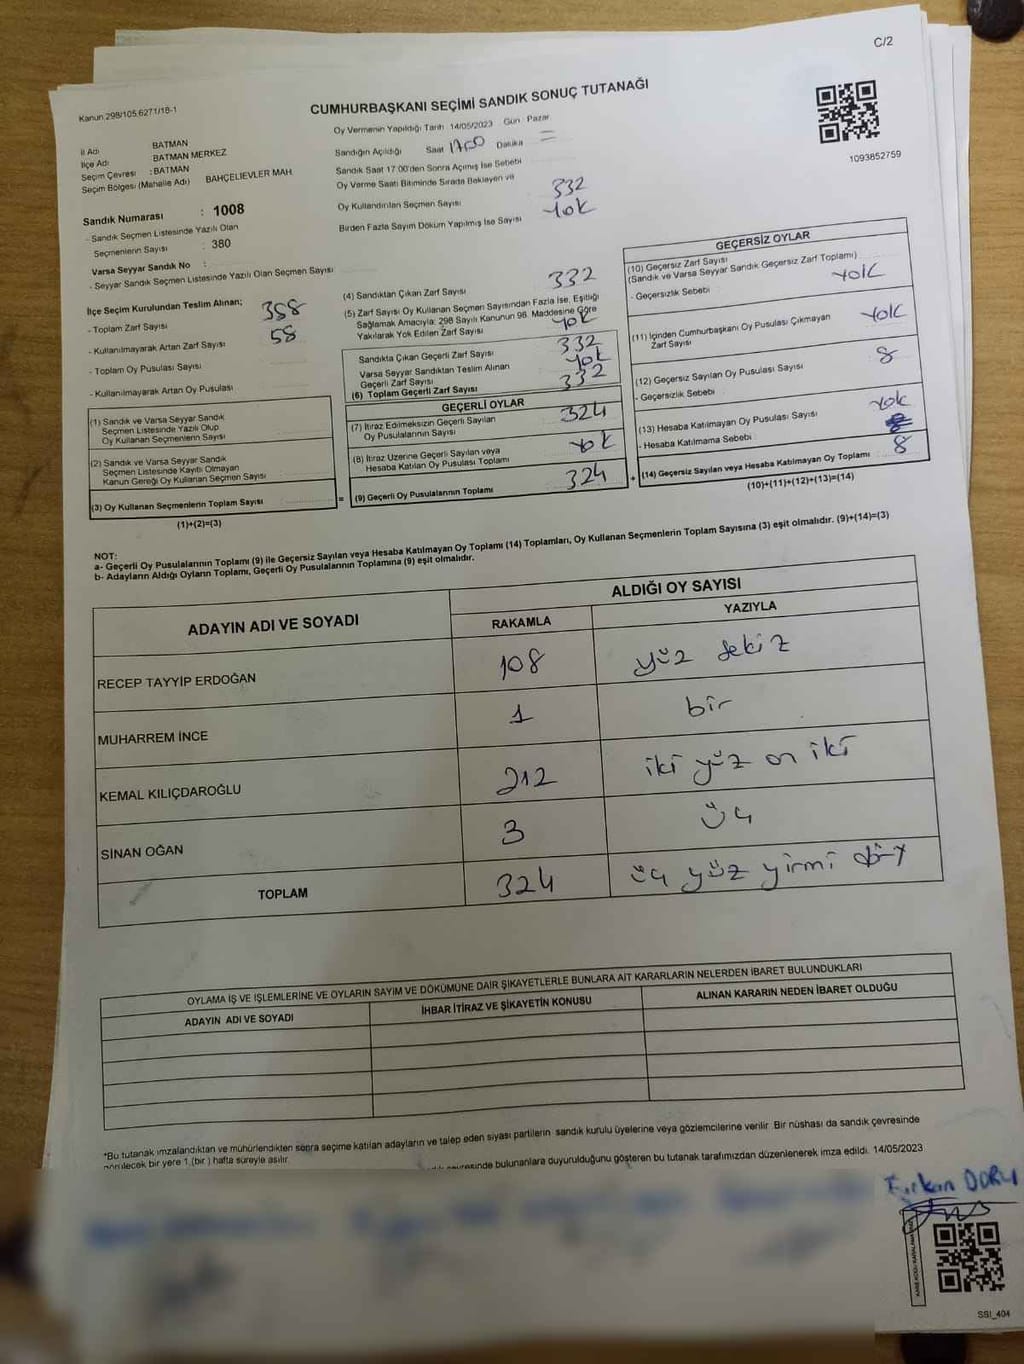 C/2
Kanun 298/105.6271/18-1
CUMHURBAŞKANI SEÇİMİ SANDIK SONUÇ TUTANAĞI
1093852759
İl Adı BATMAN
İlçe Adı BATMAN MERKEZ
Seçim Çevresi : BATMAN
Seçim Bölgesi (Mahalle Adı) BAHÇELİEVLER MAH.
Sandık Numarası : 1008
- Sandık Seçmen Listesinde Yazılı Olan
Seçmenlerin Sayısı : 380
Varsa Seyyar Sandık No :
- Seyyar Sandık Seçmen Listesinde Yazılı Olan Seçmen Sayısı
İlçe Seçim Kurulundan Teslim Alınan;
- Toplam Zarf Sayısı 358
- Kullanılmayarak Artan Zarf Sayısı 58
- Toplam Oy Pusulası Sayısı
- Kullanılmayarak Artan Oy Pusulası
(1) Sandık ve Varsa Seyyar Sandık
Seçmen Listesinde Yazılı Olup
Oy Kullanan Seçmenlerin Sayısı
(2) Sandık ve Varsa Seyyar Sandık
Seçmen Listesinde Kayıtlı Olmayan
Kanun Gereği Oy Kullanan Seçmen Sayısı
(3) Oy Kullanan Seçmenlerin Toplam Sayısı
(1)+(2)=(3)
Oy Vermenin Yapıldığı Tarih 14/05/2023 Gün Pazar
Sandığın Açıldığı Saat 1700 Dakika =
Sandık Saat 17:00'den Sonra Açımış İse Sebebi
Oy Verme Saati Bitiminde Sırada Bekleyen ve
Oy Kullandırılan Seçmen Sayısı 332
Birden Fazla Sayım Döküm Yapılmış İse Sayısı Yok
(4) Sandıktan Çıkan Zarf Sayısı 332
(5) Zarf Sayısı Oy Kullanan Seçmen Sayısından Fazla İse, Eşitliği
Sağlamak Amacıyla; 298 Sayılı Kanunun 98. Maddesine Göre
Yakılarak Yok Edilen Zarf Sayısı Yok
Sandıkta Çıkan Geçerli Zarf Sayısı 332
Varsa Seyyar Sandıktan Teslim Alınan
Geçerli Zarf Sayısı Yok
(6) Toplam Geçerli Zarf Sayısı 332
GEÇERLİ OYLAR
(7) İtiraz Edilmeksizin Geçerli Sayılan
Oy Pusulalarının Sayısı 324
(8) İtiraz Üzerine Geçerli Sayılan veya
Hesaba Katılan Oy Pusulası Toplamı Yok
= (9) Geçerli Oy Pusulalarının Toplamı 324
GEÇERSİZ OYLAR
(10) Geçersiz Zarf Sayısı
(Sandık ve Varsa Seyyar Sandık Geçersiz Zarf Toplamı) Yok
- Geçersizlik Sebebi
(11) İçinden Cumhurbaşkanı Oy Pusulası Çıkmayan
Zarf Sayısı Yok
(12) Geçersiz Sayılan Oy Pusulası Sayısı 8
- Geçersizlik Sebebi
(13) Hesaba Katılmayan Oy Pusulası Sayısı Yok
- Hesaba Katılmama Sebebi
+ (14) Geçersiz Sayılan veya Hesaba Katılmayan Oy Toplamı 8
(10)+(11)+(12)+(13)=(14)
NOT:
a- Geçerli Oy Pusulalarının Toplamı (9) ile Geçersiz Sayılan veya Hesaba Katılmayan Oy Toplamı (14) Toplamları, Oy Kullanan Seçmenlerin Toplam Sayısına (3) eşit olmalıdır. (9)+(14)=(3)
b- Adayların Aldığı Oyların Toplamı, Geçerli Oy Pusulalarının Toplamına (9) eşit olmalıdır.
ADAYIN ADI VE SOYADI
ALDIĞI OY SAYISI
RAKAMLA YAZIYLA
RECEP TAYYİP ERDOĞAN 108 yüz sekiz
MUHARREM İNCE 1 bir
KEMAL KILIÇDAROĞLU 212 iki yüz on iki
SİNAN OĞAN 3 üç
TOPLAM 324 üç yüz yirmi dört
OYLAMA İŞ VE İŞLEMLERİNE VE OYLARIN SAYIM VE DÖKÜMÜNE DAİR ŞİKAYETLERLE BUNLARA AİT KARARLARIN NELERDEN İBARET BULUNDUKLARI
ADAYIN ADI VE SOYADI İHBAR İTİRAZ VE ŞİKAYETİN KONUSU ALINAN KARARIN NEDEN İBARET OLDUĞU
*Bu tutanak imzalandıktan ve mühürlendikten sonra seçime katılan adayların ve talep eden siyasi partilerin sandık kurulu üyelerine veya gözlemcilerine verilir. Bir nüshası da sandık çevresinde
görülecek bir yere 1 (bir ) hafta süreyle asılır.
bulunanlara duyurulduğunu gösteren bu tutanak tarafımızdan düzenlenerek imza edildi. 14/05/2023
SSI_404